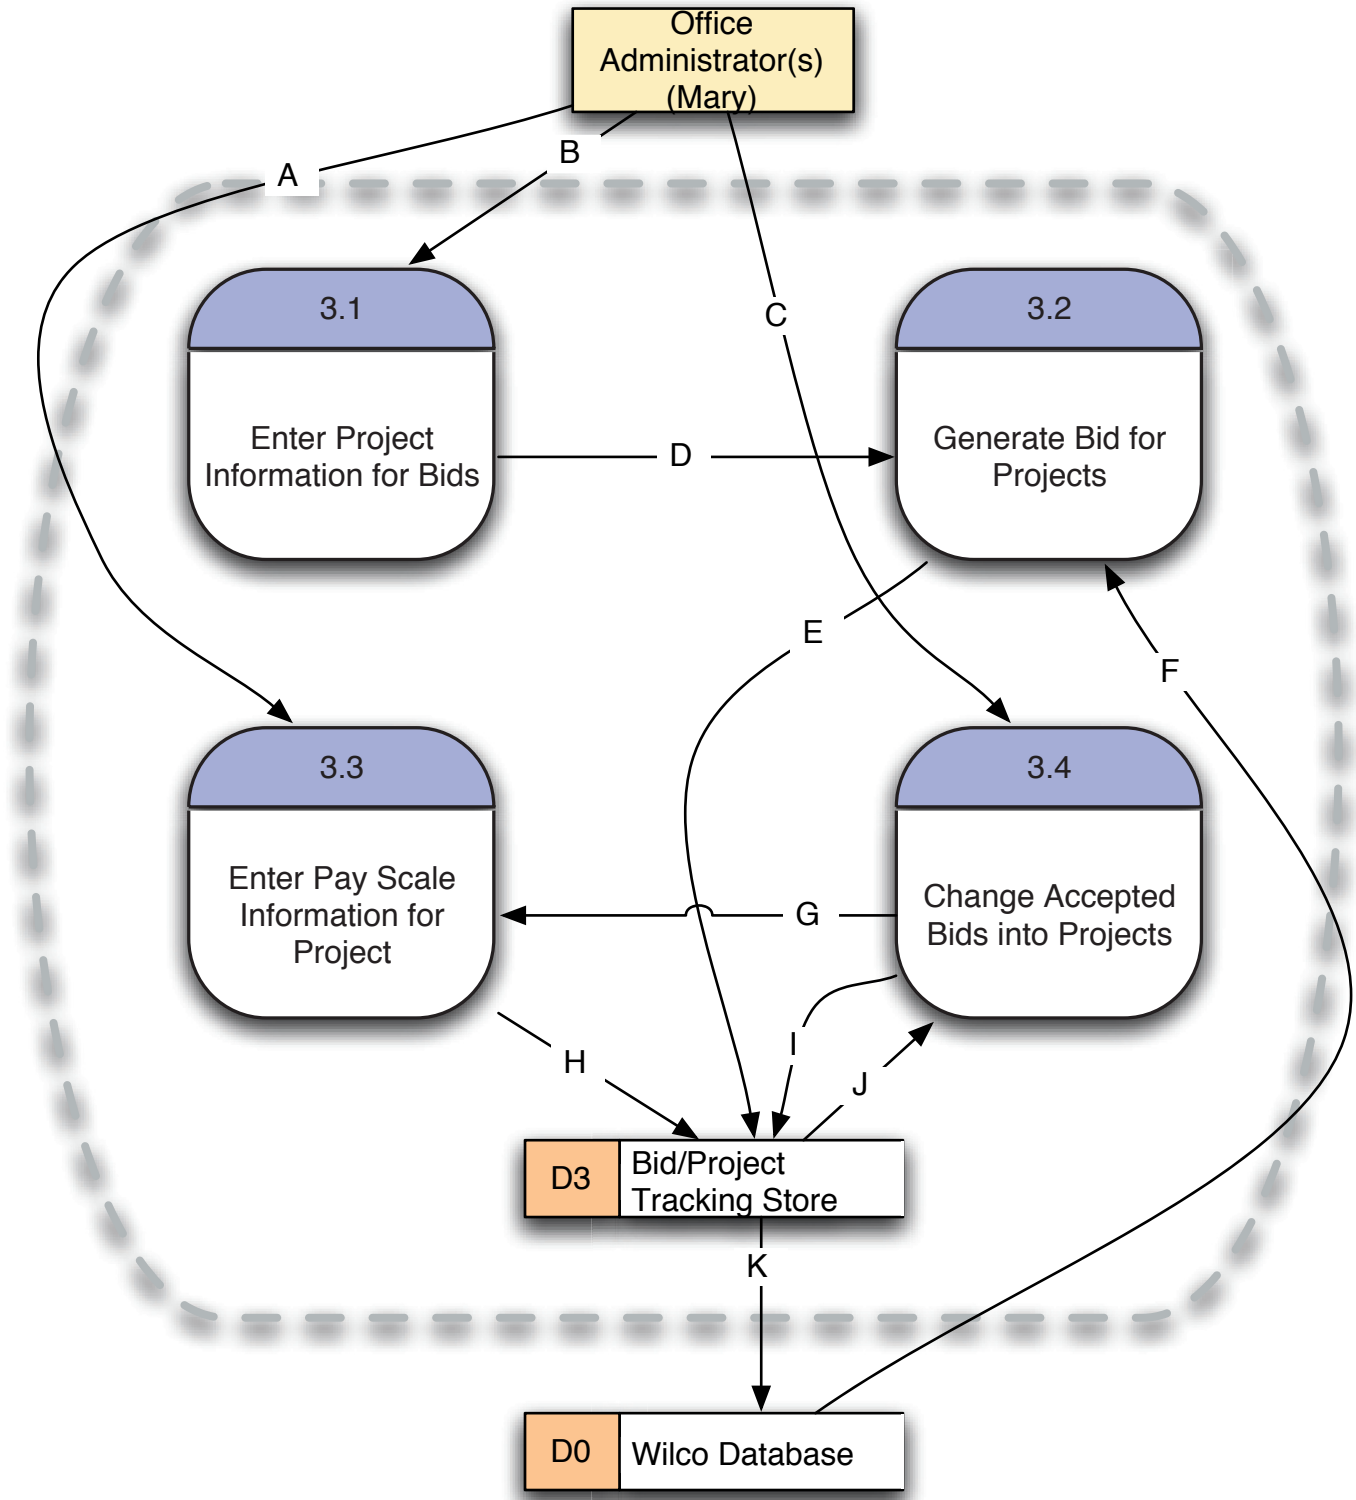 Office
Administrator(s)
(Mary)
A
B
C
3.1
Enter Project
Information for Bids
D
3.2
Generate Bid for
Projects
E
F
3.3
Enter Pay Scale
Information for
Project
G
3.4
Change Accepted
Bids into Projects
H
I
J
D3
Bid/Project
Tracking Store
K
D0
Wilco Database